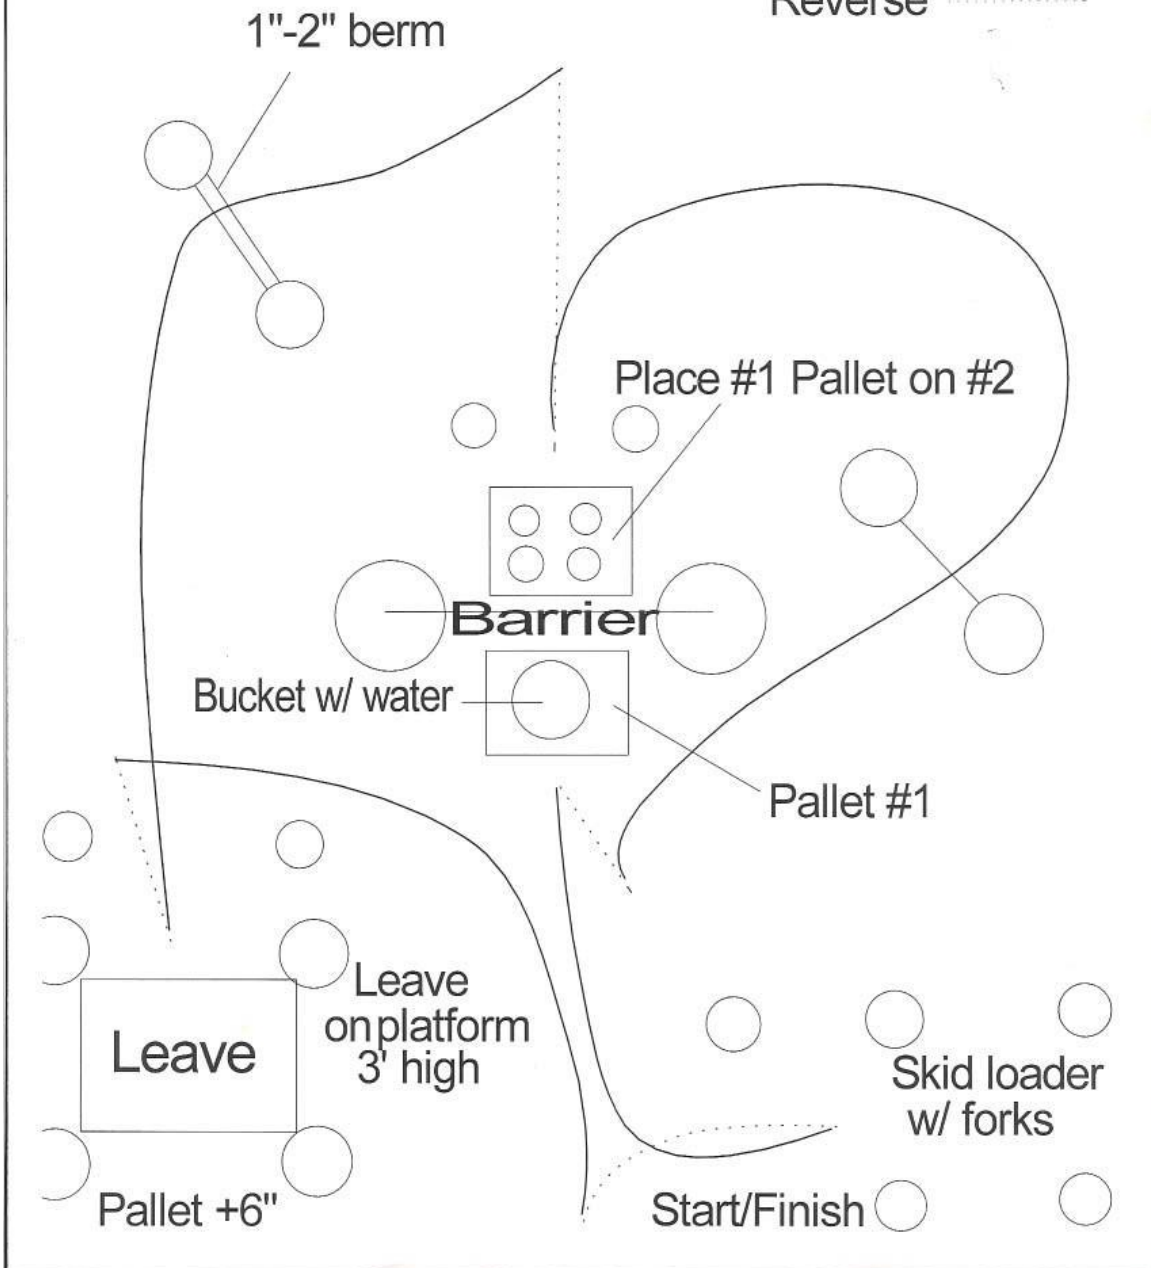 Reverse
1"-2" berm
Place #1 Pallet on #2
Barrier
Bucket w/ water
Pallet #1
Leave
on platform
3' high
Leave
Skid loader
w/ forks
Pallet +6"
Start/Finish